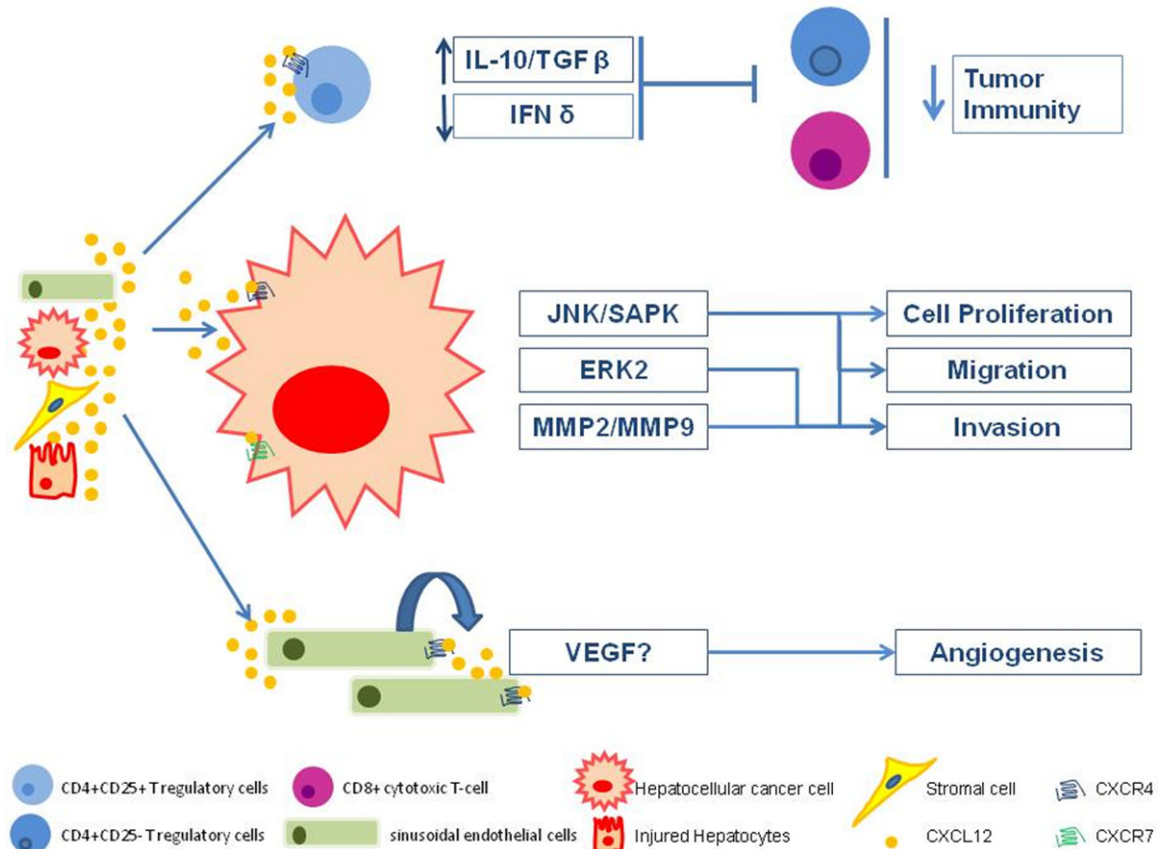 IL-10/TGF β
IFN δ
Tumor
Immunity
JNK/SAPK
Cell Proliferation
ERK2
Migration
MMP2/MMP9
Invasion
VEGF?
Angiogenesis
CD4+CD25+ T regulatory cells
CD8+ cytotoxic T-cell
Hepatocellular cancer cell
Stromal cell
CXCR4
CD4+CD25- T regulatory cells
sinusoidal endothelial cells
Injured Hepatocytes
CXCL12
CXCR7